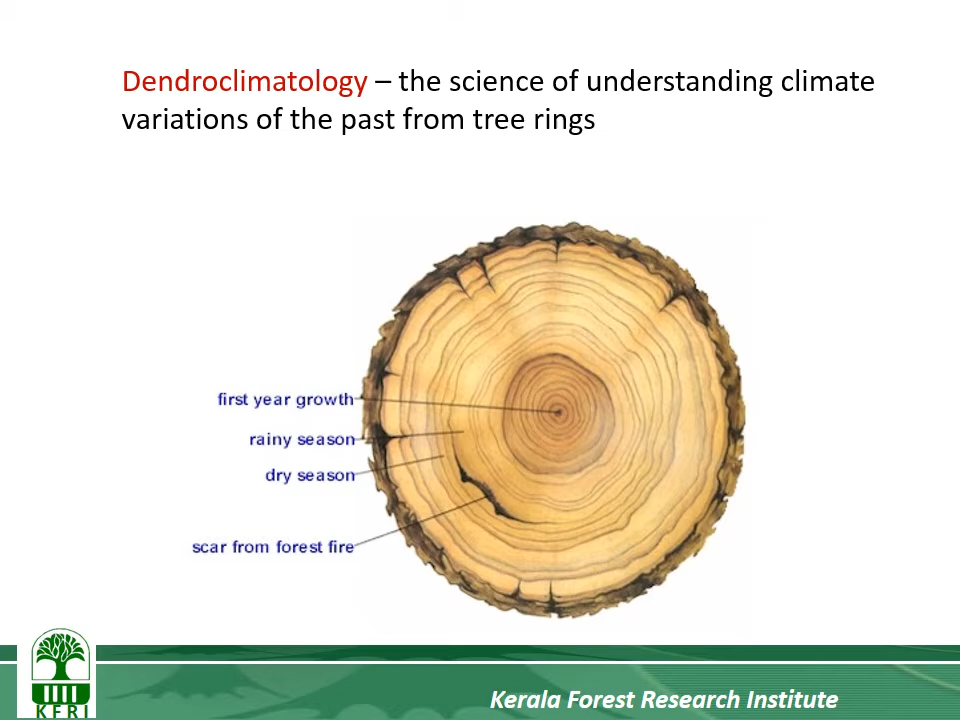 Dendroclimatology – the science of understanding climate
variations of the past from tree rings
first year growth
rainy season
dry season
scar from forest fire
KFRI
Kerala Forest Research Institute